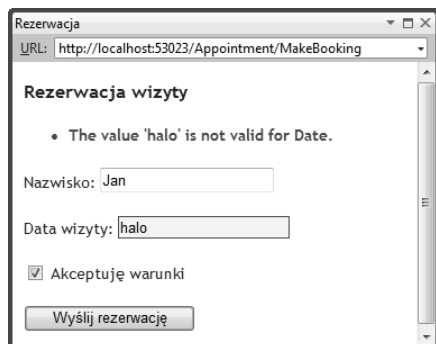 Rezerwacja
URL: http://localhost:53023/Appointment/MakeBooking
Rezerwacja wizyty
• The value 'halo' is not valid for Date.
Nazwisko: Jan
Data wizyty: halo
Akceptuję warunki
Wyślij rezerwację